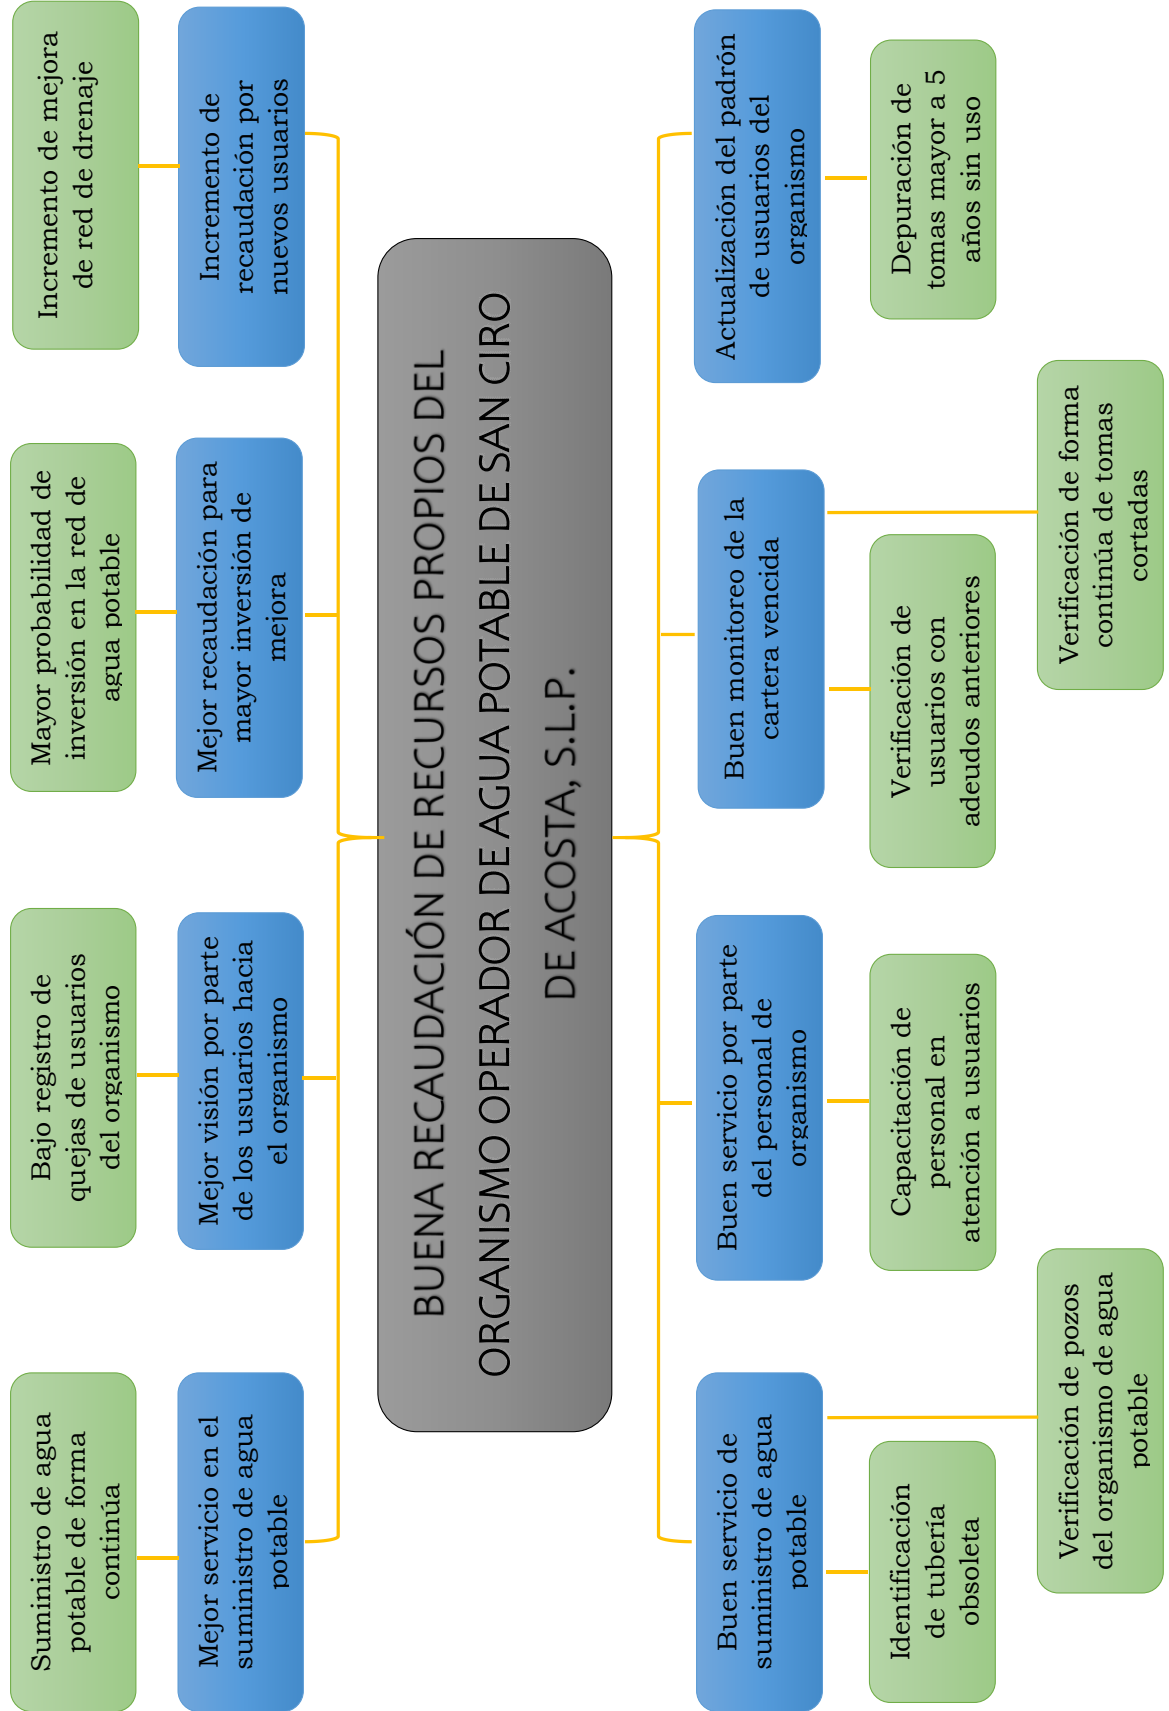 Suministro de agua
potable de forma
continúa
Bajo registro de
quejas de usuarios
del organismo
Mayor probabilidad de
inversión en la red de
agua potable
Incremento de mejora
de red de drenaje
Mejor servicio en el
suministro de agua
potable
Mejor visión por parte
de los usuarios hacia
el organismo
Mejor recaudación para
mayor inversión de
mejora
Incremento de
recaudación por
nuevos usuarios
BUENA RECAUDACIÓN DE RECURSOS PROPIOS DEL
ORGANISMO OPERADOR DE AGUA POTABLE DE SAN CIRO
DE ACOSTA, S.L.P.
Buen servicio de
suministro de agua
potable
Buen servicio por parte
del personal de
organismo
Buen monitoreo de la
cartera vencida
Actualización del padrón
de usuarios del
organismo
Identificación
de tubería
obsoleta
Capacitación de
personal en
atención a usuarios
Verificación de
usuarios con
adeudos anteriores
Depuración de
tomas mayor a 5
años sin uso
Verificación de pozos
del organismo de agua
potable
Verificación de forma
continúa de tomas
cortadas